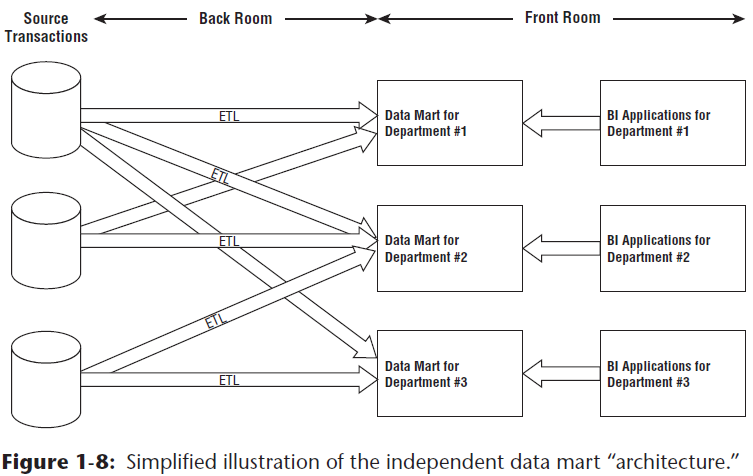 Source
Transactions
Back Room
Front Room
ETL
Data Mart for
Department #1
BI Applications for
Department #1
ETL
ETL
Data Mart for
Department #2
BI Applications for
Department #2
ETL
ETL
Data Mart for
Department #3
BI Applications for
Department #3
Figure 1-8: Simplified illustration of the independent data mart “architecture.”